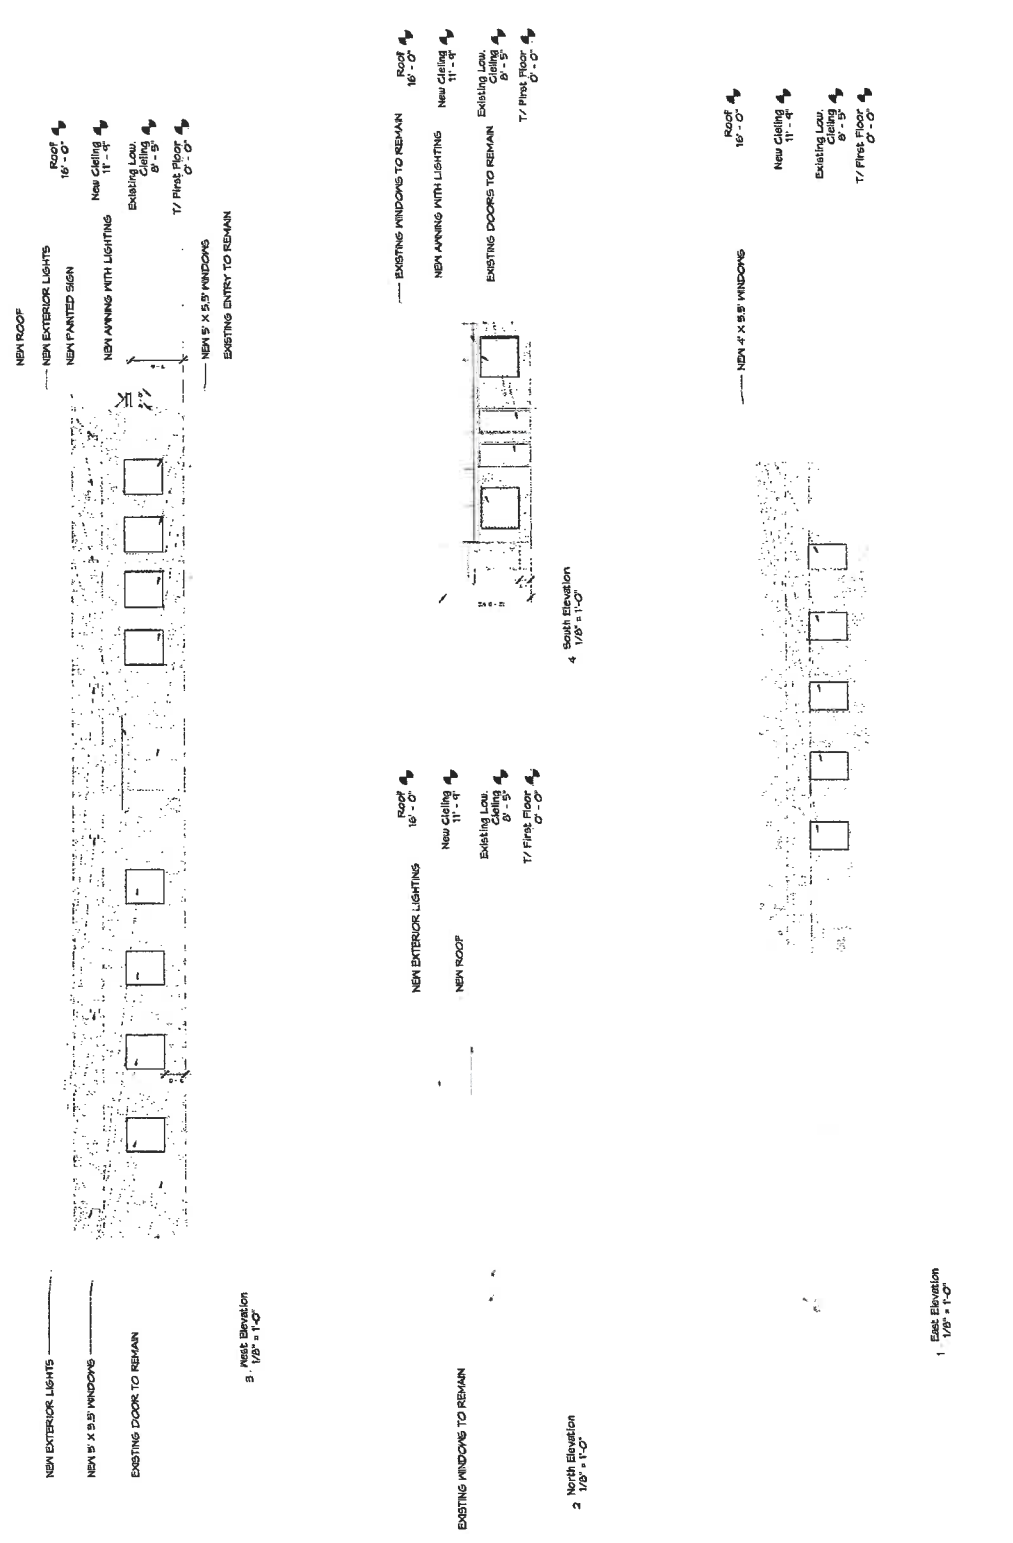 NEW ROOF
NEW EXTERIOR LIGHTS
NEW PAINTED SIGN
NEW AWNING WITH LIGHTING
Roof
16' - 0"
New Cieling
11' - 9"
Existing Low.
Cieling
8' - 5"
T/ First Floor
0' - 0"
NEW 5' X 5.5' WINDOWS
EXISTING ENTRY TO REMAIN
NEW EXTERIOR LIGHTS
NEW 5' X 5.5' WINDOWS
EXISTING DOOR TO REMAIN
3 West Elevation
1/8" = 1'-0"
EXISTING WINDOWS TO REMAIN
NEW AWNING WITH LIGHTING
EXISTING DOORS TO REMAIN
Roof
16' - 0"
New Cieling
11' - 9"
Existing Low.
Cieling
8' - 5"
T/ First Floor
0' - 0"
4 South Elevation
1/8" = 1'-0"
Roof
16' - 0"
New Cieling
11' - 9"
Existing Low.
Cieling
8' - 5"
T/ First Floor
0' - 0"
NEW EXTERIOR LIGHTING
NEW ROOF
EXISTING WINDOWS TO REMAIN
2 North Elevation
1/8" = 1'-0"
Roof
16' - 0"
New Cieling
11' - 9"
Existing Low.
Cieling
8' - 5"
T/ First Floor
0' - 0"
NEW 4' X 5.5' WINDOWS
1 East Elevation
1/8" = 1'-0"